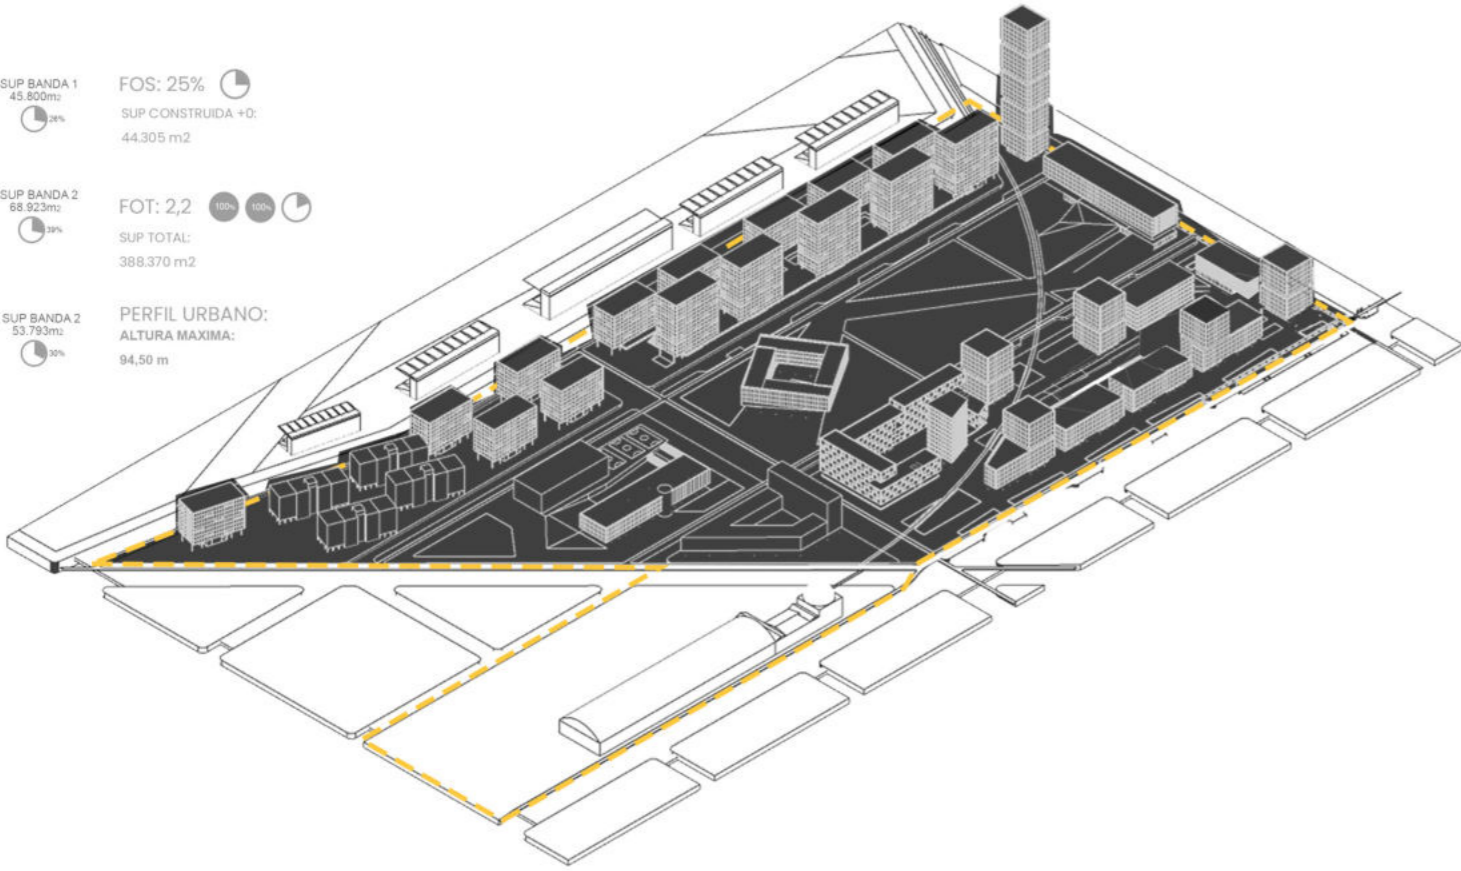 SUP BANDA 1
45.800m2
26%
FOS: 25%
SUP CONSTRUIDA +0:
44.305 m2
SUP BANDA 2
68.923m2
39%
FOT: 2,2
100%
100%
SUP TOTAL:
388.370 m2
SUP BANDA 2
53.793m2
30%
PERFIL URBANO:
ALTURA MAXIMA:
94,50 m